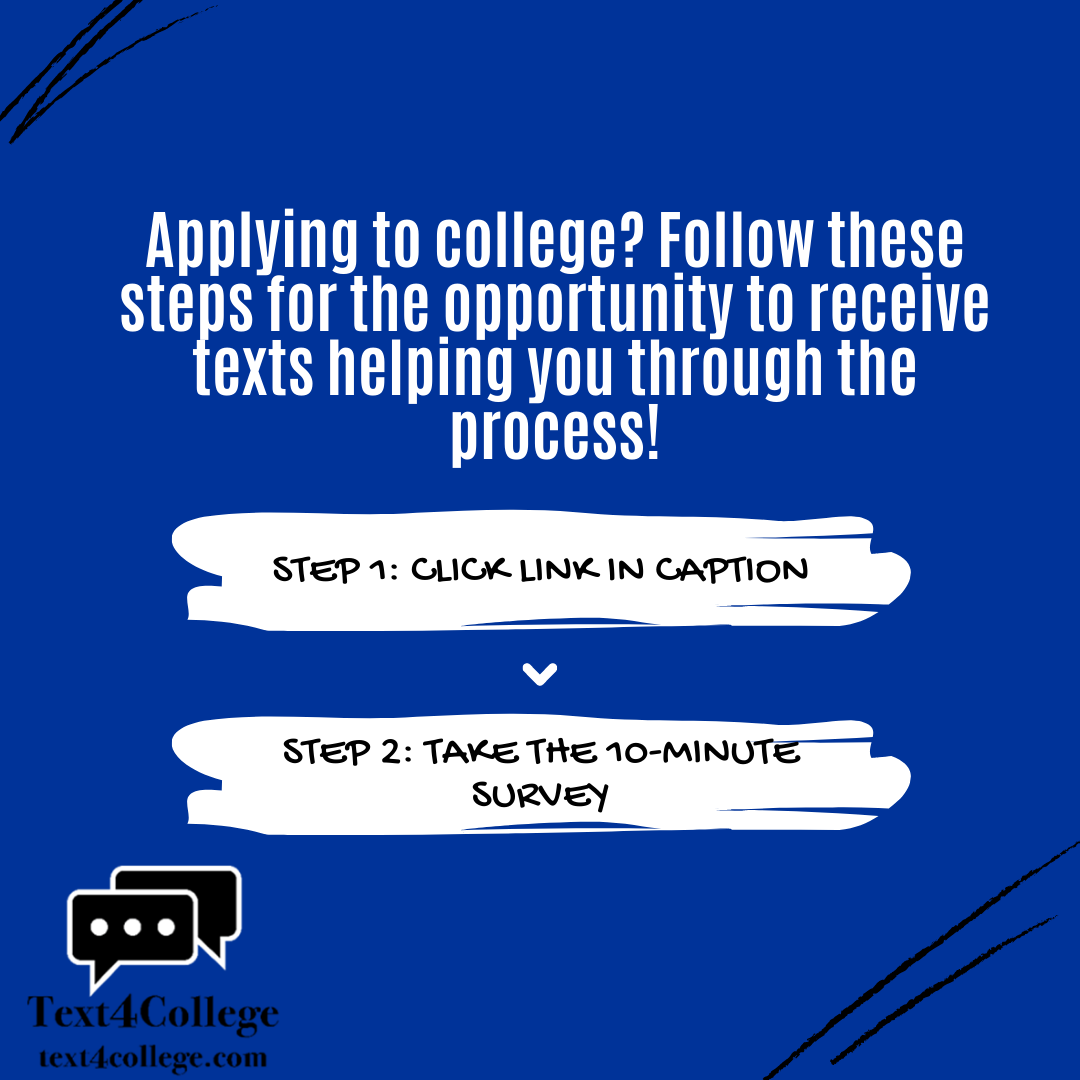 Applying to college? Follow these
steps for the opportunity to receive
texts helping you through the
process!
STEP 1: CLICK LINK IN CAPTION
STEP 2: TAKE THE 10-MINUTE
SURVEY
Text4College
text4college.com